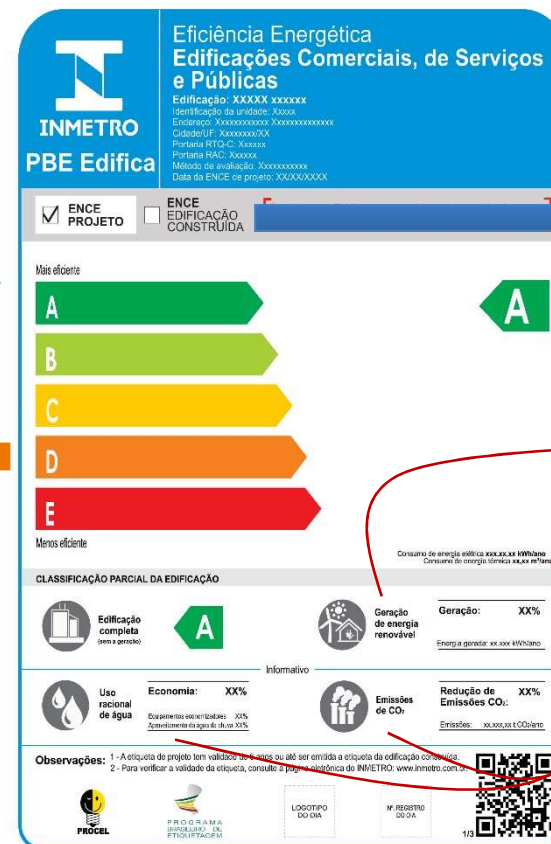 Eficiência Energética
Edificações Comerciais, de Serviços
e Públicas
Edificação: XXXXX xxxxxx
Identificação da unidade: Xxxxx
Endereço: Xxxxxxxxxxx Xxxxxxxxxxxxx
Cidade/UF: Xxxxxxxx/XX
Portaria RTQ-C: Xxxxxx
Portaria RAC: Xxxxxx
Método de avaliação: Xxxxxxxxxx
Data da ENCE de projeto: XX/XX/XXXX
INMETRO
PBE Edifica
ENCE
PROJETO
ENCE
EDIFICAÇÃO
CONSTRUÍDA
Mais eficiente
A
A
B
C
D
E
Menos eficiente
Consumo de energia elétrica xxx.xx.xx kWh/ano
Consumo de energia térmica xx,xx m³/ano
CLASSIFICAÇÃO PARCIAL DA EDIFICAÇÃO
Edificação
completa
(sem a geração)
A
Geração
de energia
renovável
Geração: XX%
Energia gerada: xx.xxx kWh/ano
Informativo
Uso
racional
de água
Economia: XX%
Equipamentos economizadores XX%
Aproveitamento da água da chuva XX%
Emissões
de CO₂
Redução de XX%
Emissões CO₂:
Emissões: xx.xxx,xx t.CO₂/ano
Observações: 1 - A etiqueta de projeto tem validade de 5 anos ou até ser emitida a etiqueta da edificação construída.
2 - Para verificar a validade da etiqueta, consulte a página eletrônica do INMETRO: www.inmetro.com.br.
PROCEL
PROGRAMA
BRASILEIRO DE
ETIQUETAGEM
LOGOTIPO
DO OIA
Nº. REGISTRO
DO OIA
1/3